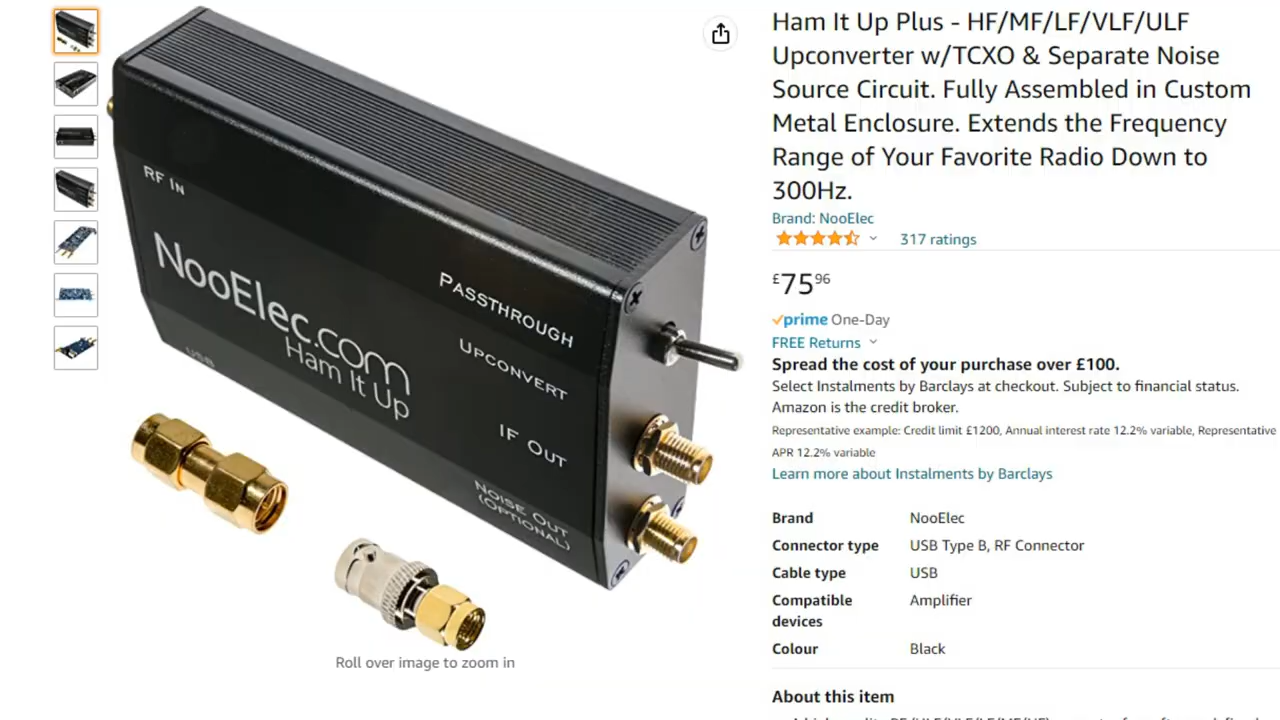 RF In
NooElec.com
Ham It Up
USB
Passthrough
Upconvert
IF Out
Noise Out
(Optional)
Roll over image to zoom in
Ham It Up Plus - HF/MF/LF/VLF/ULF
Upconverter w/TCXO & Separate Noise
Source Circuit. Fully Assembled in Custom
Metal Enclosure. Extends the Frequency
Range of Your Favorite Radio Down to
300Hz.
Brand: NooElec
317 ratings
£7596
prime One-Day
FREE Returns
Spread the cost of your purchase over £100.
Select Instalments by Barclays at checkout. Subject to financial status.
Amazon is the credit broker.
Representative example: Credit limit £1200, Annual interest rate 12.2% variable, Representative
APR 12.2% variable
Learn more about Instalments by Barclays
Brand NooElec
Connector type USB Type B, RF Connector
Cable type USB
Compatible Amplifier
devices
Colour Black
About this item